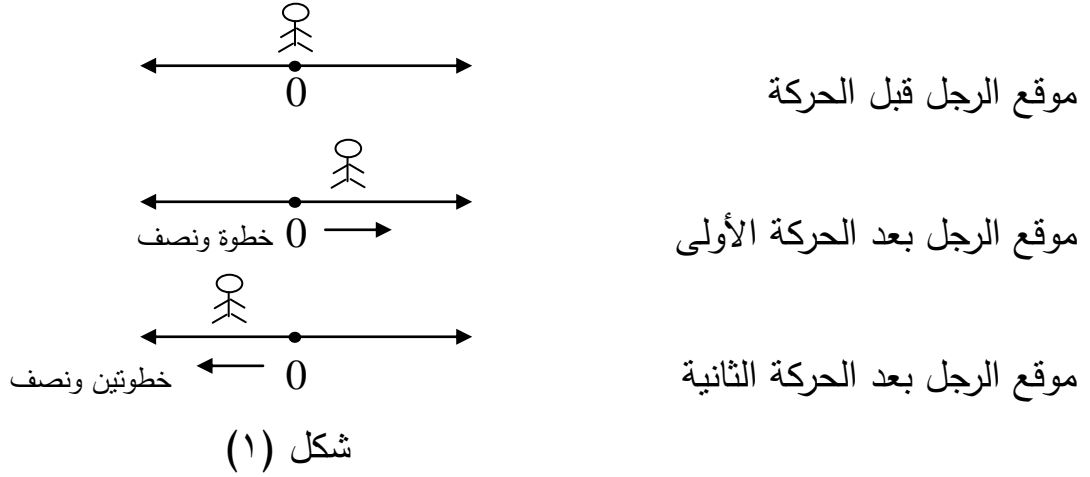 0
موقع الرجل قبل الحركة
موقع الرجل بعد الحركة الأولى
0 خطوة ونصف
موقع الرجل بعد الحركة الثانية
0 خطوتين ونصف
شكل (١)